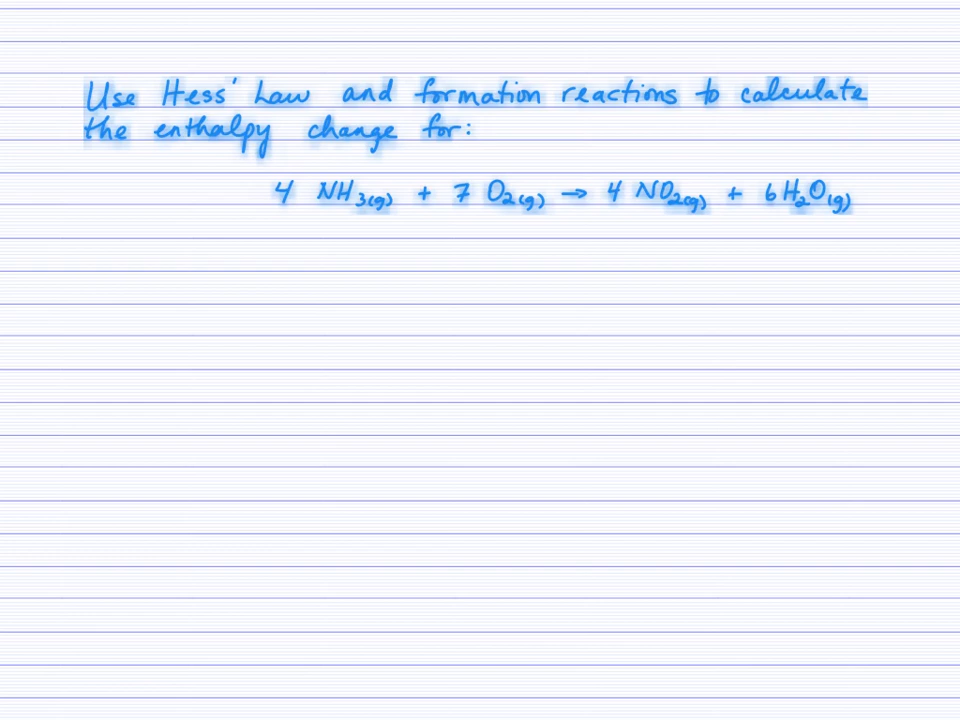 Use Hess' Law and formation reactions to calculate
the enthalpy change for:
4 NH₃(g) + 7 O₂(g) → 4 NO₂(g) + 6 H₂O(g)